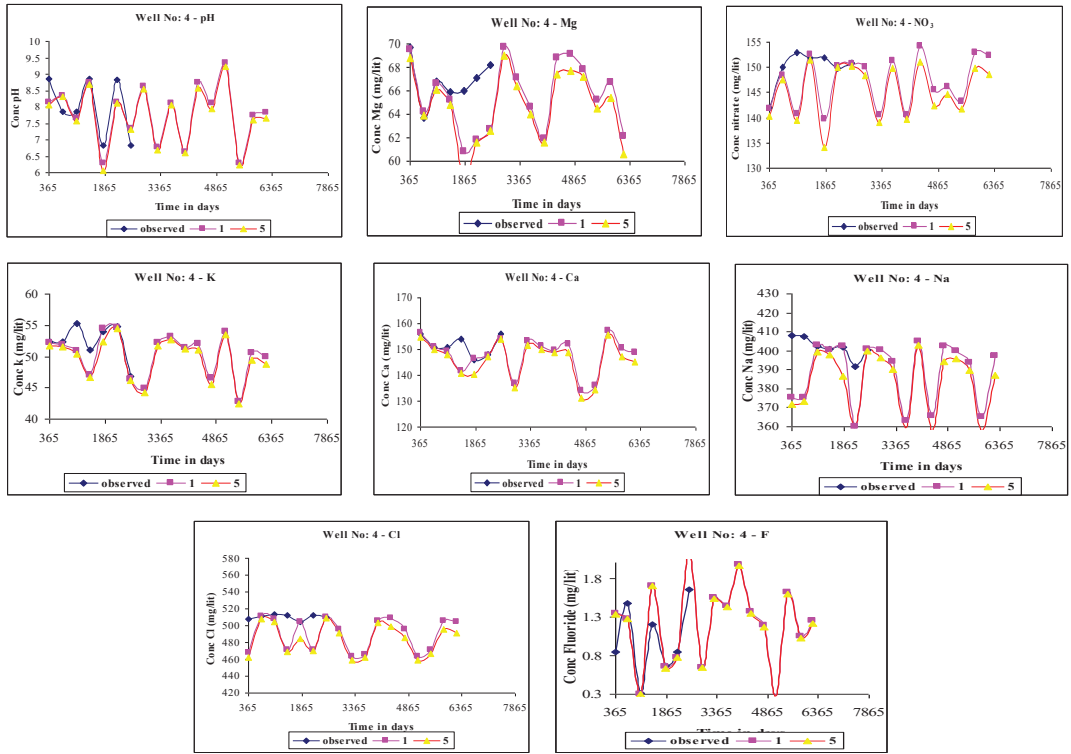 Well No: 4 - pH
Conc pH
10
9.5
9
8.5
8
7.5
7
6.5
6
365 1865 3365 4865 6365 7865
Time in days
observed 1 5
Well No: 4 - Mg
Conc Mg (mg/lit)
70
68
66
64
62
60
365 1865 3365 4865 6365 7865
Time in days
observed 1 5
Well No: 4 - NO3
Conc nitrate (mg/lit)
155
150
145
140
135
130
365 1865 3365 4865 6365 7865
Time in days
observed 1 5
Well No: 4 - K
Conc k (mg/lit)
60
55
50
45
40
365 1865 3365 4865 6365 7865
Time in days
observed 1 5
Well No: 4 - Ca
Conc Ca (mg/lit)
170
160
150
140
130
120
365 1865 3365 4865 6365 7865
Time in days
observed 1 5
Well No: 4 - Na
Conc Na (mg/lit)
430
420
410
400
390
380
370
360
365 1865 3365 4865 6365 7865
Time in days
observed 1 5
Well No: 4 - Cl
Conc Cl (mg/lit)
580
560
540
520
500
480
460
440
420
365 1865 3365 4865 6365 7865
Time in days
observed 1 5
Well No: 4 - F
Conc Fluoride (mg/lit)
1.8
1.3
0.8
0.3
365 1865 3365 4865 6365 7865
Time in days
observed 1 5